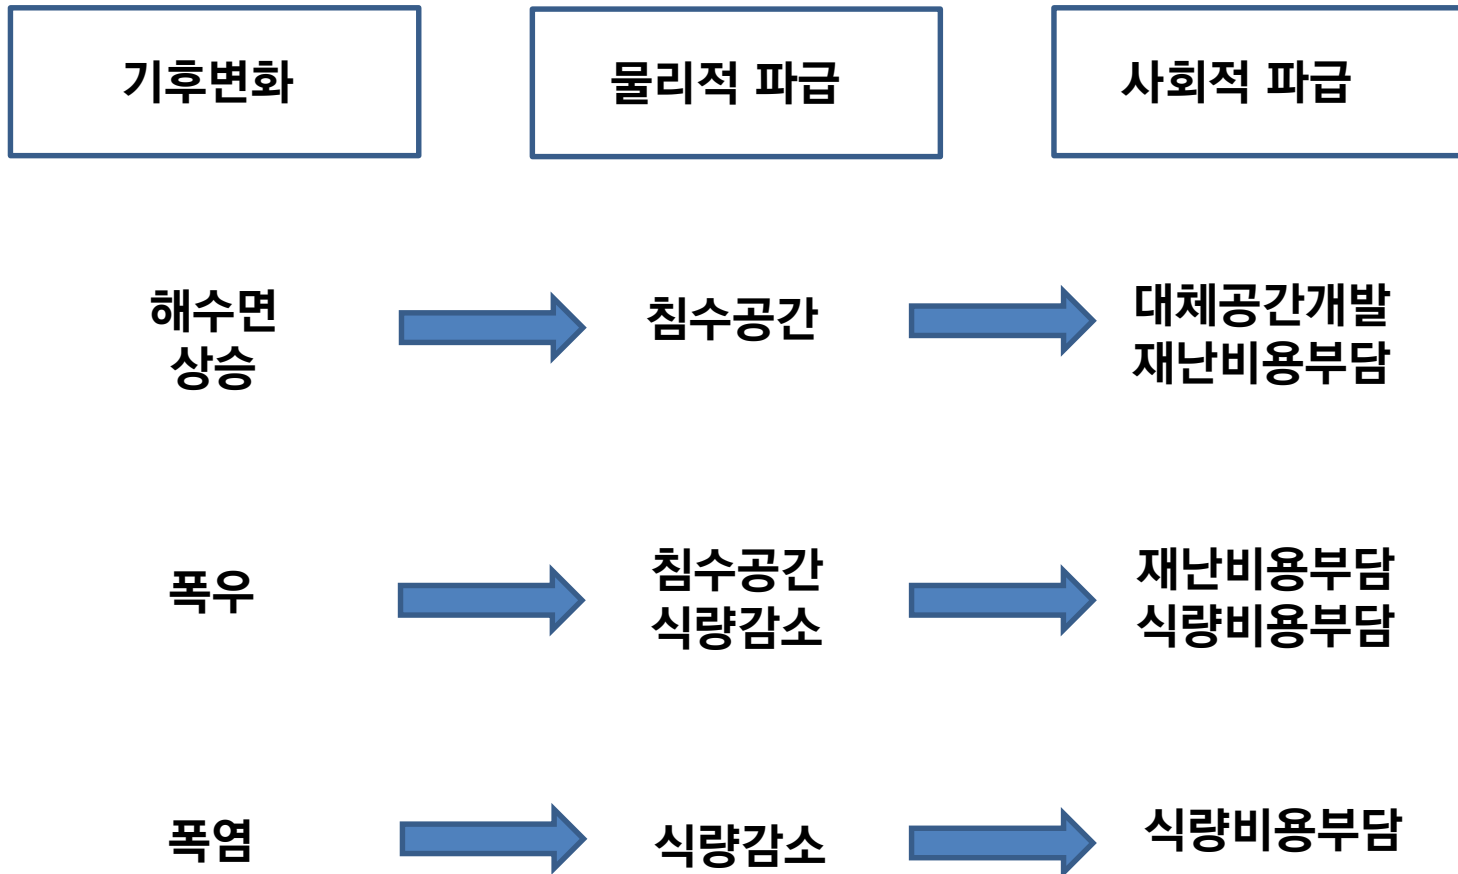 기후변화
물리적 파급
사회적 파급
해수면
상승
침수공간
대체공간개발
재난비용부담
폭우
침수공간
식량감소
재난비용부담
식량비용부담
폭염
식량감소
식량비용부담